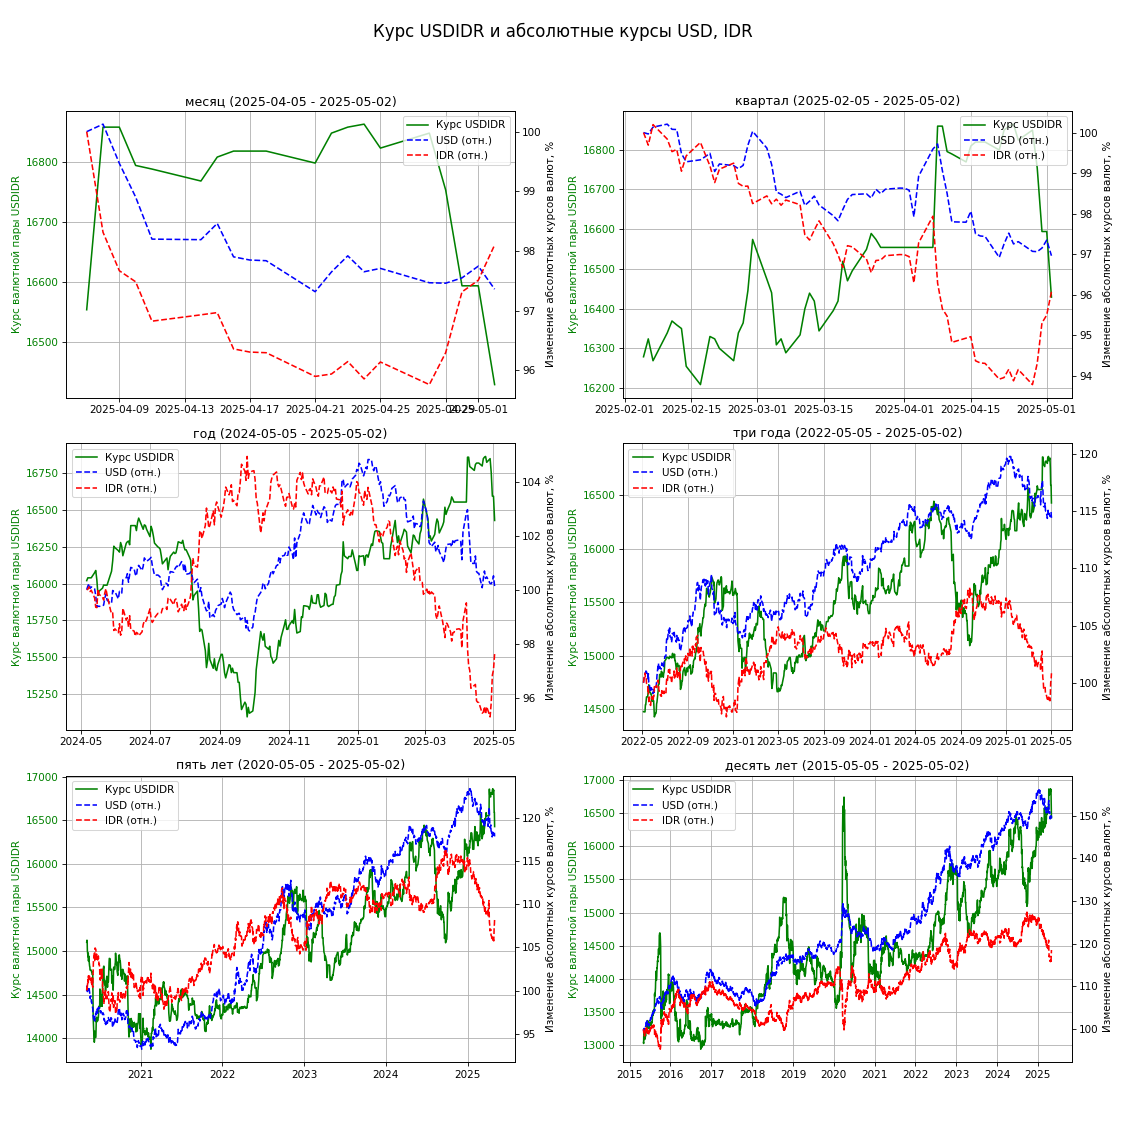 Курс USDIDR и абсолютные курсы USD, IDR
месяц (2025-04-05 - 2025-05-02)
Курс USDIDR
USD (отн.)
IDR (отн.)
Курс валютной пары USDIDR
16800
16700
16600
16500
100
99
98
97
96
Изменение абсолютных курсов валют, %
2025-04-09 2025-04-13 2025-04-17 2025-04-21 2025-04-25 2025-04-29 2025-05-01
квартал (2025-02-05 - 2025-05-02)
Курс USDIDR
USD (отн.)
IDR (отн.)
Курс валютной пары USDIDR
16800
16700
16600
16500
16400
16300
16200
100
99
98
97
96
95
94
Изменение абсолютных курсов валют, %
2025-02-01 2025-02-15 2025-03-01 2025-03-15 2025-04-01 2025-04-15 2025-05-01
год (2024-05-05 - 2025-05-02)
Курс USDIDR
USD (отн.)
IDR (отн.)
Курс валютной пары USDIDR
16750
16500
16250
16000
15750
15500
15250
104
102
100
98
96
Изменение абсолютных курсов валют, %
2024-05 2024-07 2024-09 2024-11 2025-01 2025-03 2025-05
три года (2022-05-05 - 2025-05-02)
Курс USDIDR
USD (отн.)
IDR (отн.)
Курс валютной пары USDIDR
16500
16000
15500
15000
14500
120
115
110
105
100
Изменение абсолютных курсов валют, %
2022-05 2022-09 2023-01 2023-05 2023-09 2024-01 2024-05 2024-09 2025-01 2025-05
пять лет (2020-05-05 - 2025-05-02)
Курс USDIDR
USD (отн.)
IDR (отн.)
Курс валютной пары USDIDR
17000
16500
16000
15500
15000
14500
14000
120
115
110
105
100
95
Изменение абсолютных курсов валют, %
2021 2022 2023 2024 2025
десять лет (2015-05-05 - 2025-05-02)
Курс USDIDR
USD (отн.)
IDR (отн.)
Курс валютной пары USDIDR
17000
16500
16000
15500
15000
14500
14000
13500
13000
150
140
130
120
110
100
Изменение абсолютных курсов валют, %
2015 2016 2017 2018 2019 2020 2021 2022 2023 2024 2025